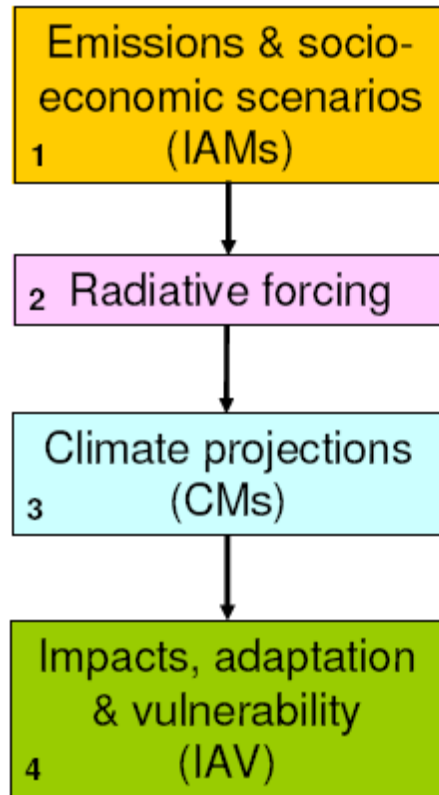 Emissions & socio-
economic scenarios
(IAMs)
1
2 Radiative forcing
Climate projections
(CMs)
3
Impacts, adaptation
& vulnerability
(IAV)
4